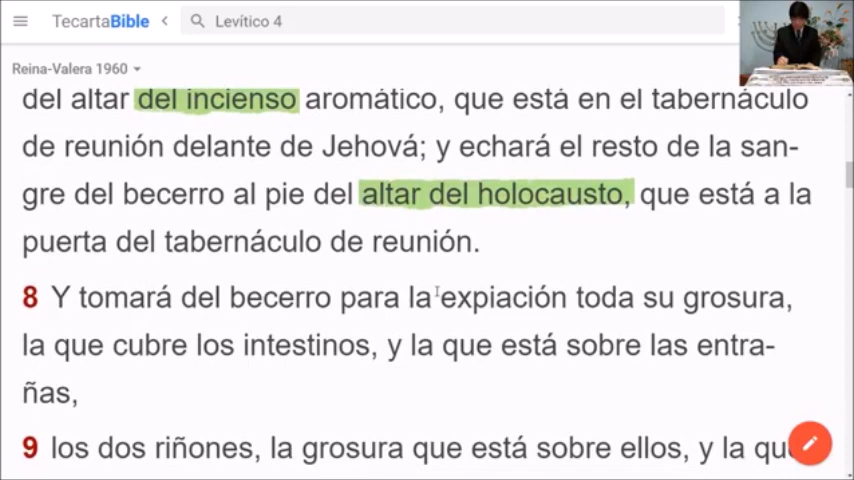 TecartaBible
Levítico 4
Reina-Valera 1960
del altar del incienso aromático, que está en el tabernáculo
de reunión delante de Jehová; y echará el resto de la san-
gre del becerro al pie del altar del holocausto, que está a la
puerta del tabernáculo de reunión.
8 Y tomará del becerro para la expiación toda su grosura,
la que cubre los intestinos, y la que está sobre las entra-
ñas,
9 los dos riñones, la grosura que está sobre ellos, y la